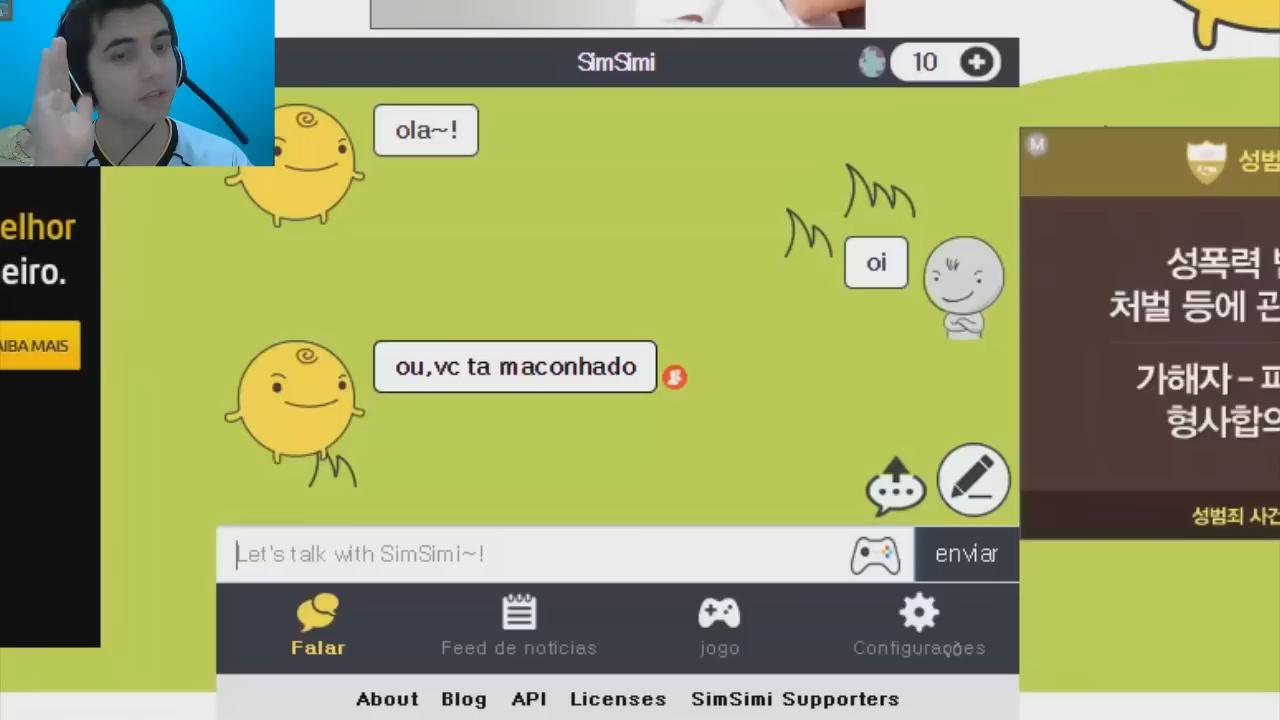 SimSimi
10
ola~!
oi
ou,vc ta maconhado
elhor
eiro.
AIBA MAIS
M
성범
성폭력
처벌 등에 관
가해자 - 피
형사합의
성범죄 사건
Let's talk with SimSimi~!
enviar
Falar
Feed de notícias
jogo
Configurações
About Blog API Licenses SimSimi Supporters